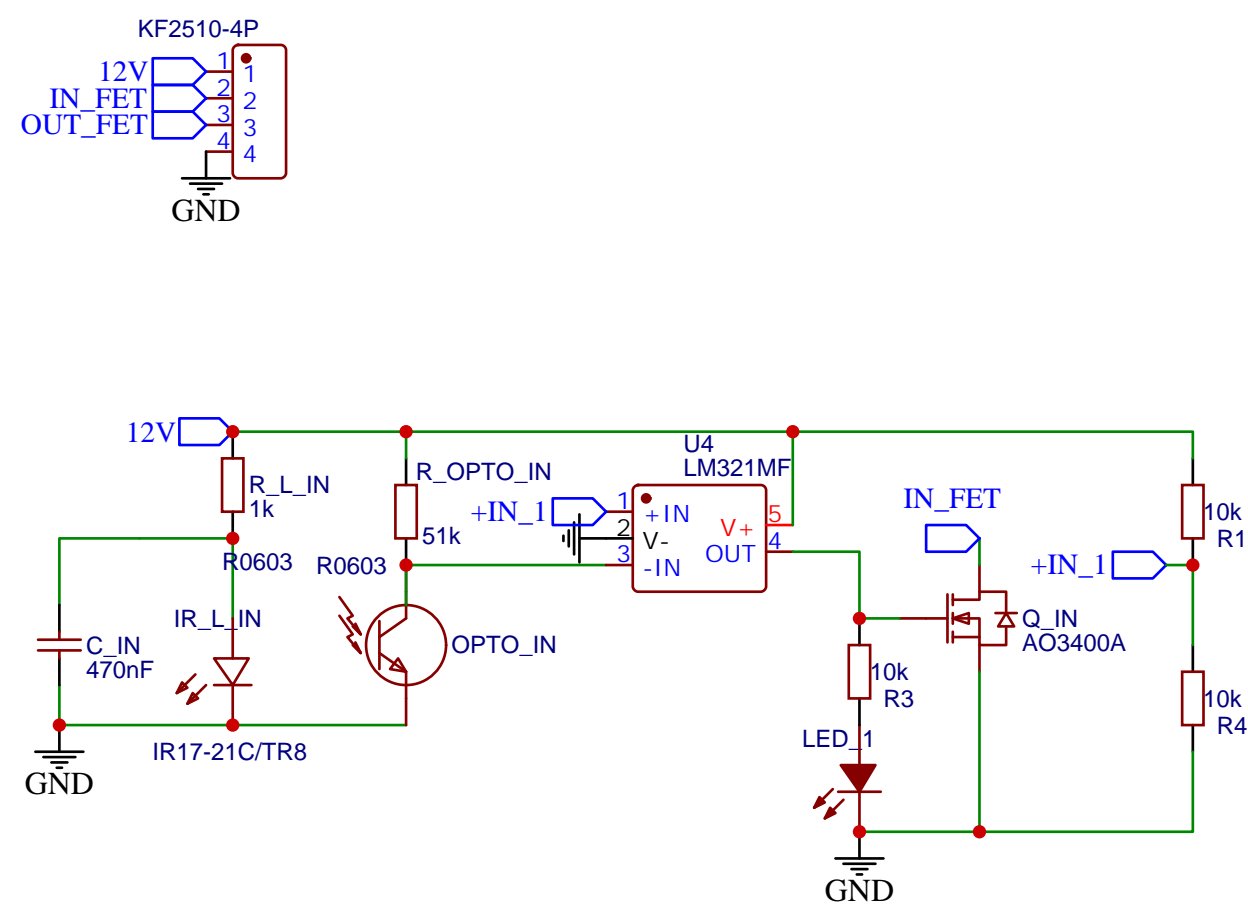 KF2510-4P
12V
IN_FET
OUT_FET
1
2
3
4
1
2
3
4
GND
12V
R_L_IN
1k
R0603
R_OPTO_IN
51k
R0603
+IN_1
U4
LM321MF
1
2
3
+IN
V-
-IN
V+
OUT
5
4
IN_FET
10k
R1
+IN_1
IR_L_IN
C_IN
470nF
OPTO_IN
Q_IN
AO3400A
10k
R3
10k
R4
LED_1
IR17-21C/TR8
GND
GND